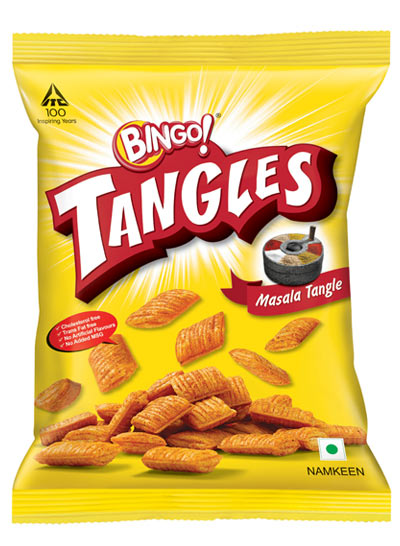 ITC
100
Inspiring Years
BINGO!®
TANGLES
Masala Tangle
✓ Cholesterol free
✓ Trans Fat free
✓ No Artificial Flavours
✓ No Added MSG
NAMKEEN